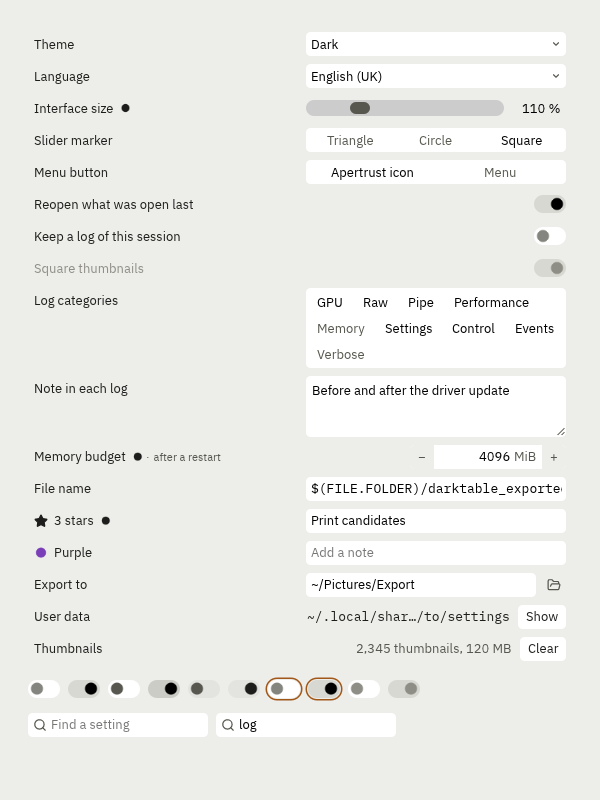 Theme Dark
Language English (UK)
Interface size 110 %
Slider marker Triangle Circle Square
Menu button Apertrust icon Menu
Reopen what was open last
Keep a log of this session
Square thumbnails
Log categories GPU Raw Pipe Performance
Memory Settings Control Events
Verbose
Note in each log Before and after the driver update
Memory budget · after a restart − 4096 MiB +
File name $(FILE.FOLDER)/darktable_exporte
3 stars Print candidates
Purple Add a note
Export to ~/Pictures/Export
User data ~/.local/shar…/to/settings Show
Thumbnails 2,345 thumbnails, 120 MB Clear
Find a setting log